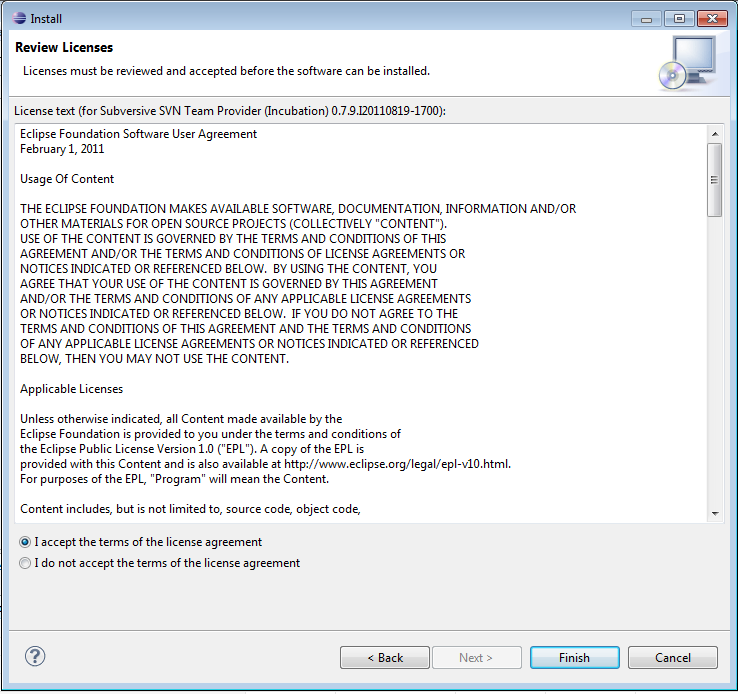 Install
Review Licenses
Licenses must be reviewed and accepted before the software can be installed.
License text (for Subversive SVN Team Provider (Incubation) 0.7.9.I20110819-1700):
Eclipse Foundation Software User Agreement
February 1, 2011
Usage Of Content
THE ECLIPSE FOUNDATION MAKES AVAILABLE SOFTWARE, DOCUMENTATION, INFORMATION AND/OR
OTHER MATERIALS FOR OPEN SOURCE PROJECTS (COLLECTIVELY "CONTENT").
USE OF THE CONTENT IS GOVERNED BY THE TERMS AND CONDITIONS OF THIS
AGREEMENT AND/OR THE TERMS AND CONDITIONS OF LICENSE AGREEMENTS OR
NOTICES INDICATED OR REFERENCED BELOW.  BY USING THE CONTENT, YOU
AGREE THAT YOUR USE OF THE CONTENT IS GOVERNED BY THIS AGREEMENT
AND/OR THE TERMS AND CONDITIONS OF ANY APPLICABLE LICENSE AGREEMENTS
OR NOTICES INDICATED OR REFERENCED BELOW.  IF YOU DO NOT AGREE TO THE
TERMS AND CONDITIONS OF THIS AGREEMENT AND THE TERMS AND CONDITIONS
OF ANY APPLICABLE LICENSE AGREEMENTS OR NOTICES INDICATED OR REFERENCED
BELOW, THEN YOU MAY NOT USE THE CONTENT.
Applicable Licenses
Unless otherwise indicated, all Content made available by the
Eclipse Foundation is provided to you under the terms and conditions of
the Eclipse Public License Version 1.0 ("EPL"). A copy of the EPL is
provided with this Content and is also available at http://www.eclipse.org/legal/epl-v10.html.
For purposes of the EPL, "Program" will mean the Content.
Content includes, but is not limited to, source code, object code,
I accept the terms of the license agreement
I do not accept the terms of the license agreement
? < Back Next > Finish Cancel